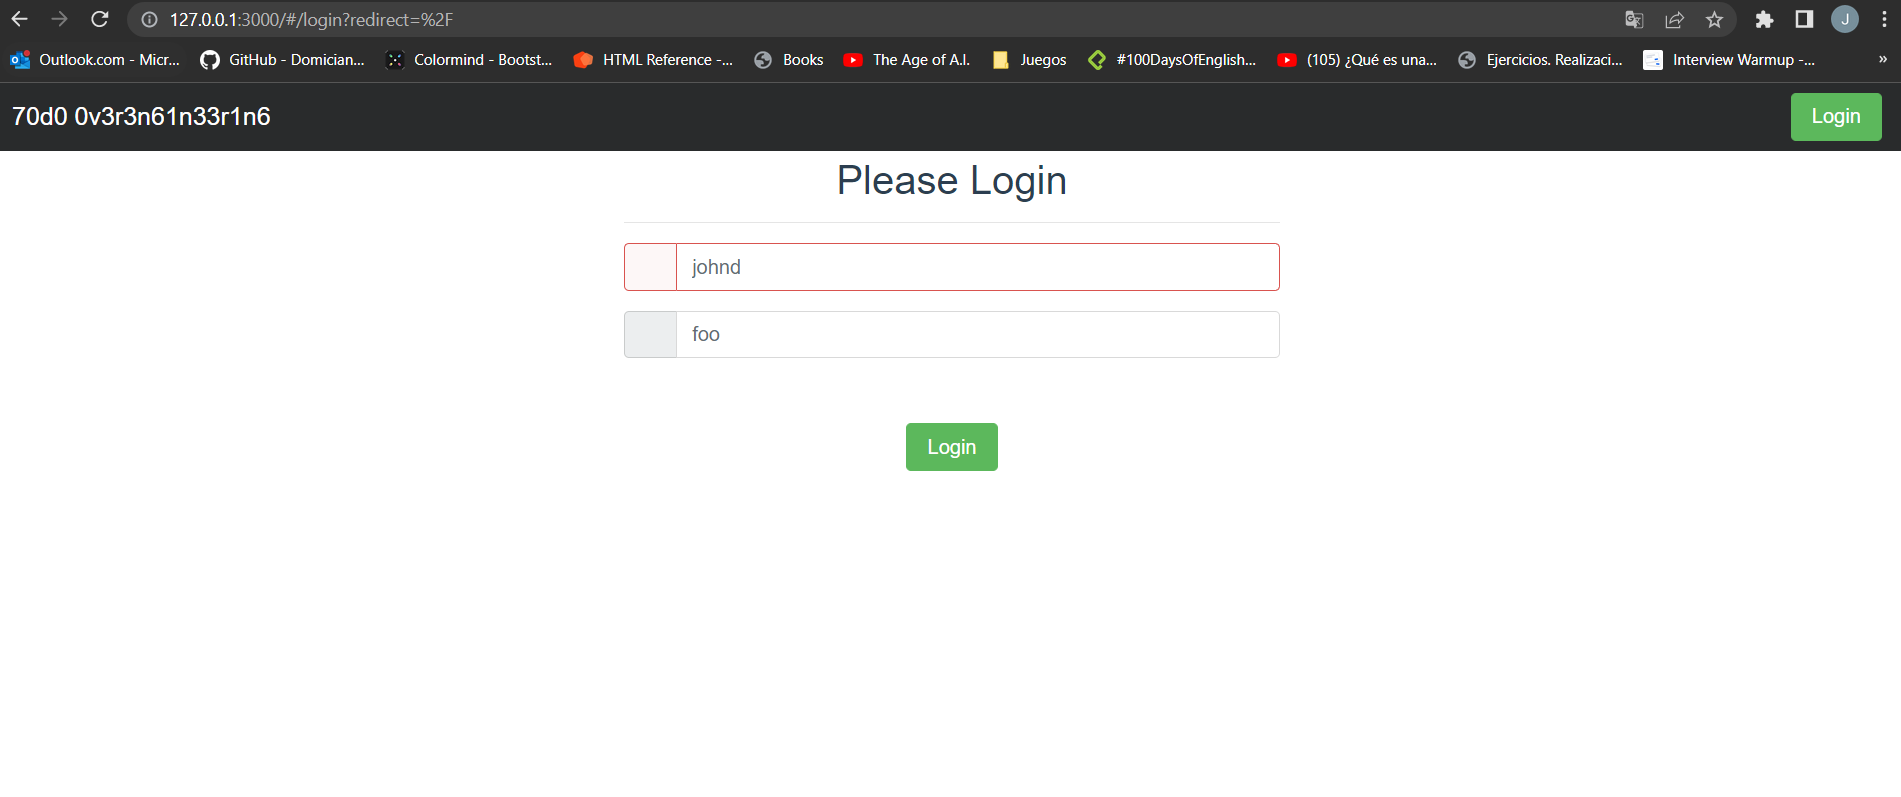 127.0.0.1:3000/#/login?redirect=%2F
J
Outlook.com - Micr... GitHub - Domician... Colormind - Bootst... HTML Reference -... Books The Age of A.I. Juegos #100DaysOfEnglish... (105) ¿Qué es una... Ejercicios. Realizaci... Interview Warmup -... »
70d0 0v3r3n61n33r1n6 Login
Please Login
johnd
foo
Login